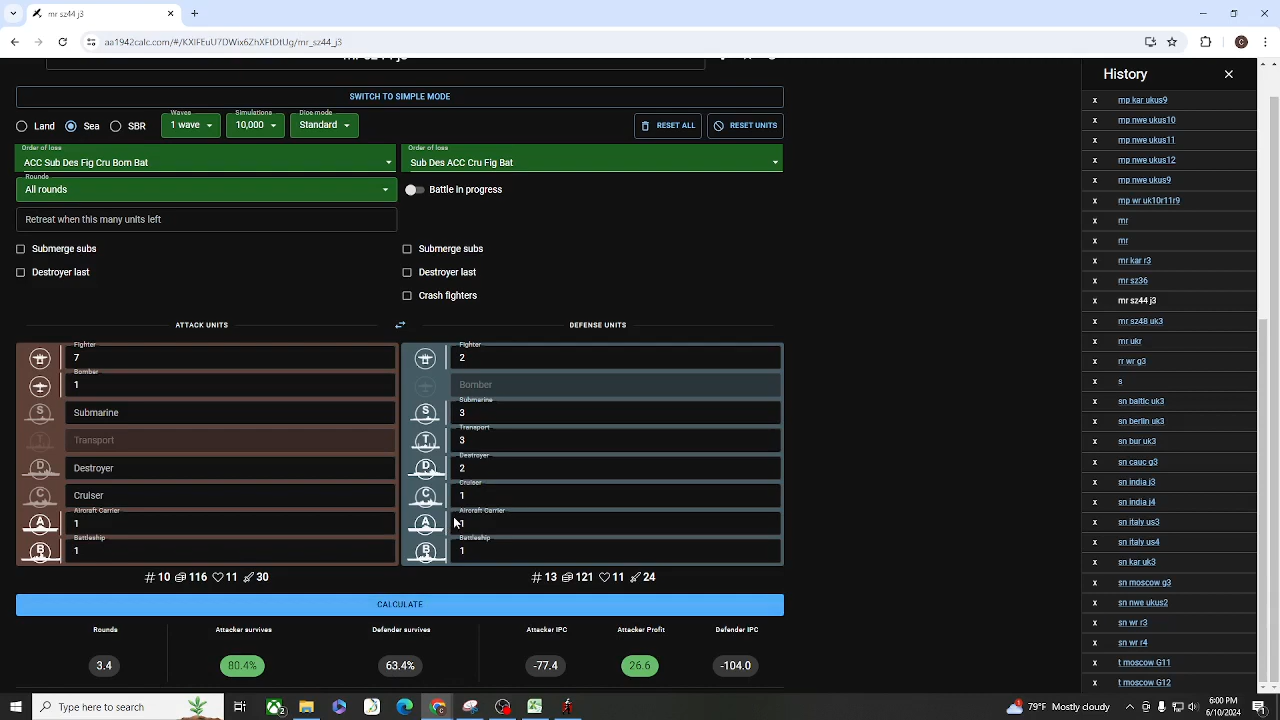 mr sz44 j3
aa1942calc.com/#/KXIFEuU7DWix6ZhXFtDtUg/mr_sz44_j3
mr sz44 j3
History
SWITCH TO SIMPLE MODE
Land Sea SBR
Waves
1 wave
Simulations
10,000
Dice mode
Standard
RESET ALL
RESET UNITS
Order of loss
ACC Sub Des Fig Cru Bom Bat
Order of loss
Sub Des ACC Cru Fig Bat
Rounds
All rounds
Battle in progress
Retreat when this many units left
Submerge subs
Submerge subs
Destroyer last
Destroyer last
Crash fighters
ATTACK UNITS
DEFENSE UNITS
Fighter
7
Bomber
1
S Submarine
T Transport
D Destroyer
C Cruiser
Aircraft Carrier
A 1
Battleship
B 1
Fighter
2
Bomber
Submarine
S 3
Transport
T 3
Destroyer
D 2
Cruiser
C 1
Aircraft Carrier
A 1
Battleship
B 1
10 116 11 30
13 121 11 24
CALCULATE
Rounds Attacker survives Defender survives Attacker IPC Attacker Profit Defender IPC
3.4 80.4% 63.4% -77.4 26.6 -104.0
x mp kar ukus9
x mp nwe ukus10
x mp nwe ukus11
x mp nwe ukus12
x mp nwe ukus9
x mp wr uk10r11r9
x mr
x mr
x mr kar r3
x mr sz36
x mr sz44 j3
x mr sz48 uk3
x mr ukr
x rr wr g3
x s
x sn baltic uk3
x sn berlin uk3
x sn bur uk3
x sn cauc g3
x sn india j3
x sn india j4
x sn italy us3
x sn italy us4
x sn kar uk3
x sn moscow g3
x sn nwe ukus2
x sn wr r3
x sn wr r4
x t moscow G11
x t moscow G12
Type here to search
79°F Mostly cloudy
6:00 PM
6/10/2024